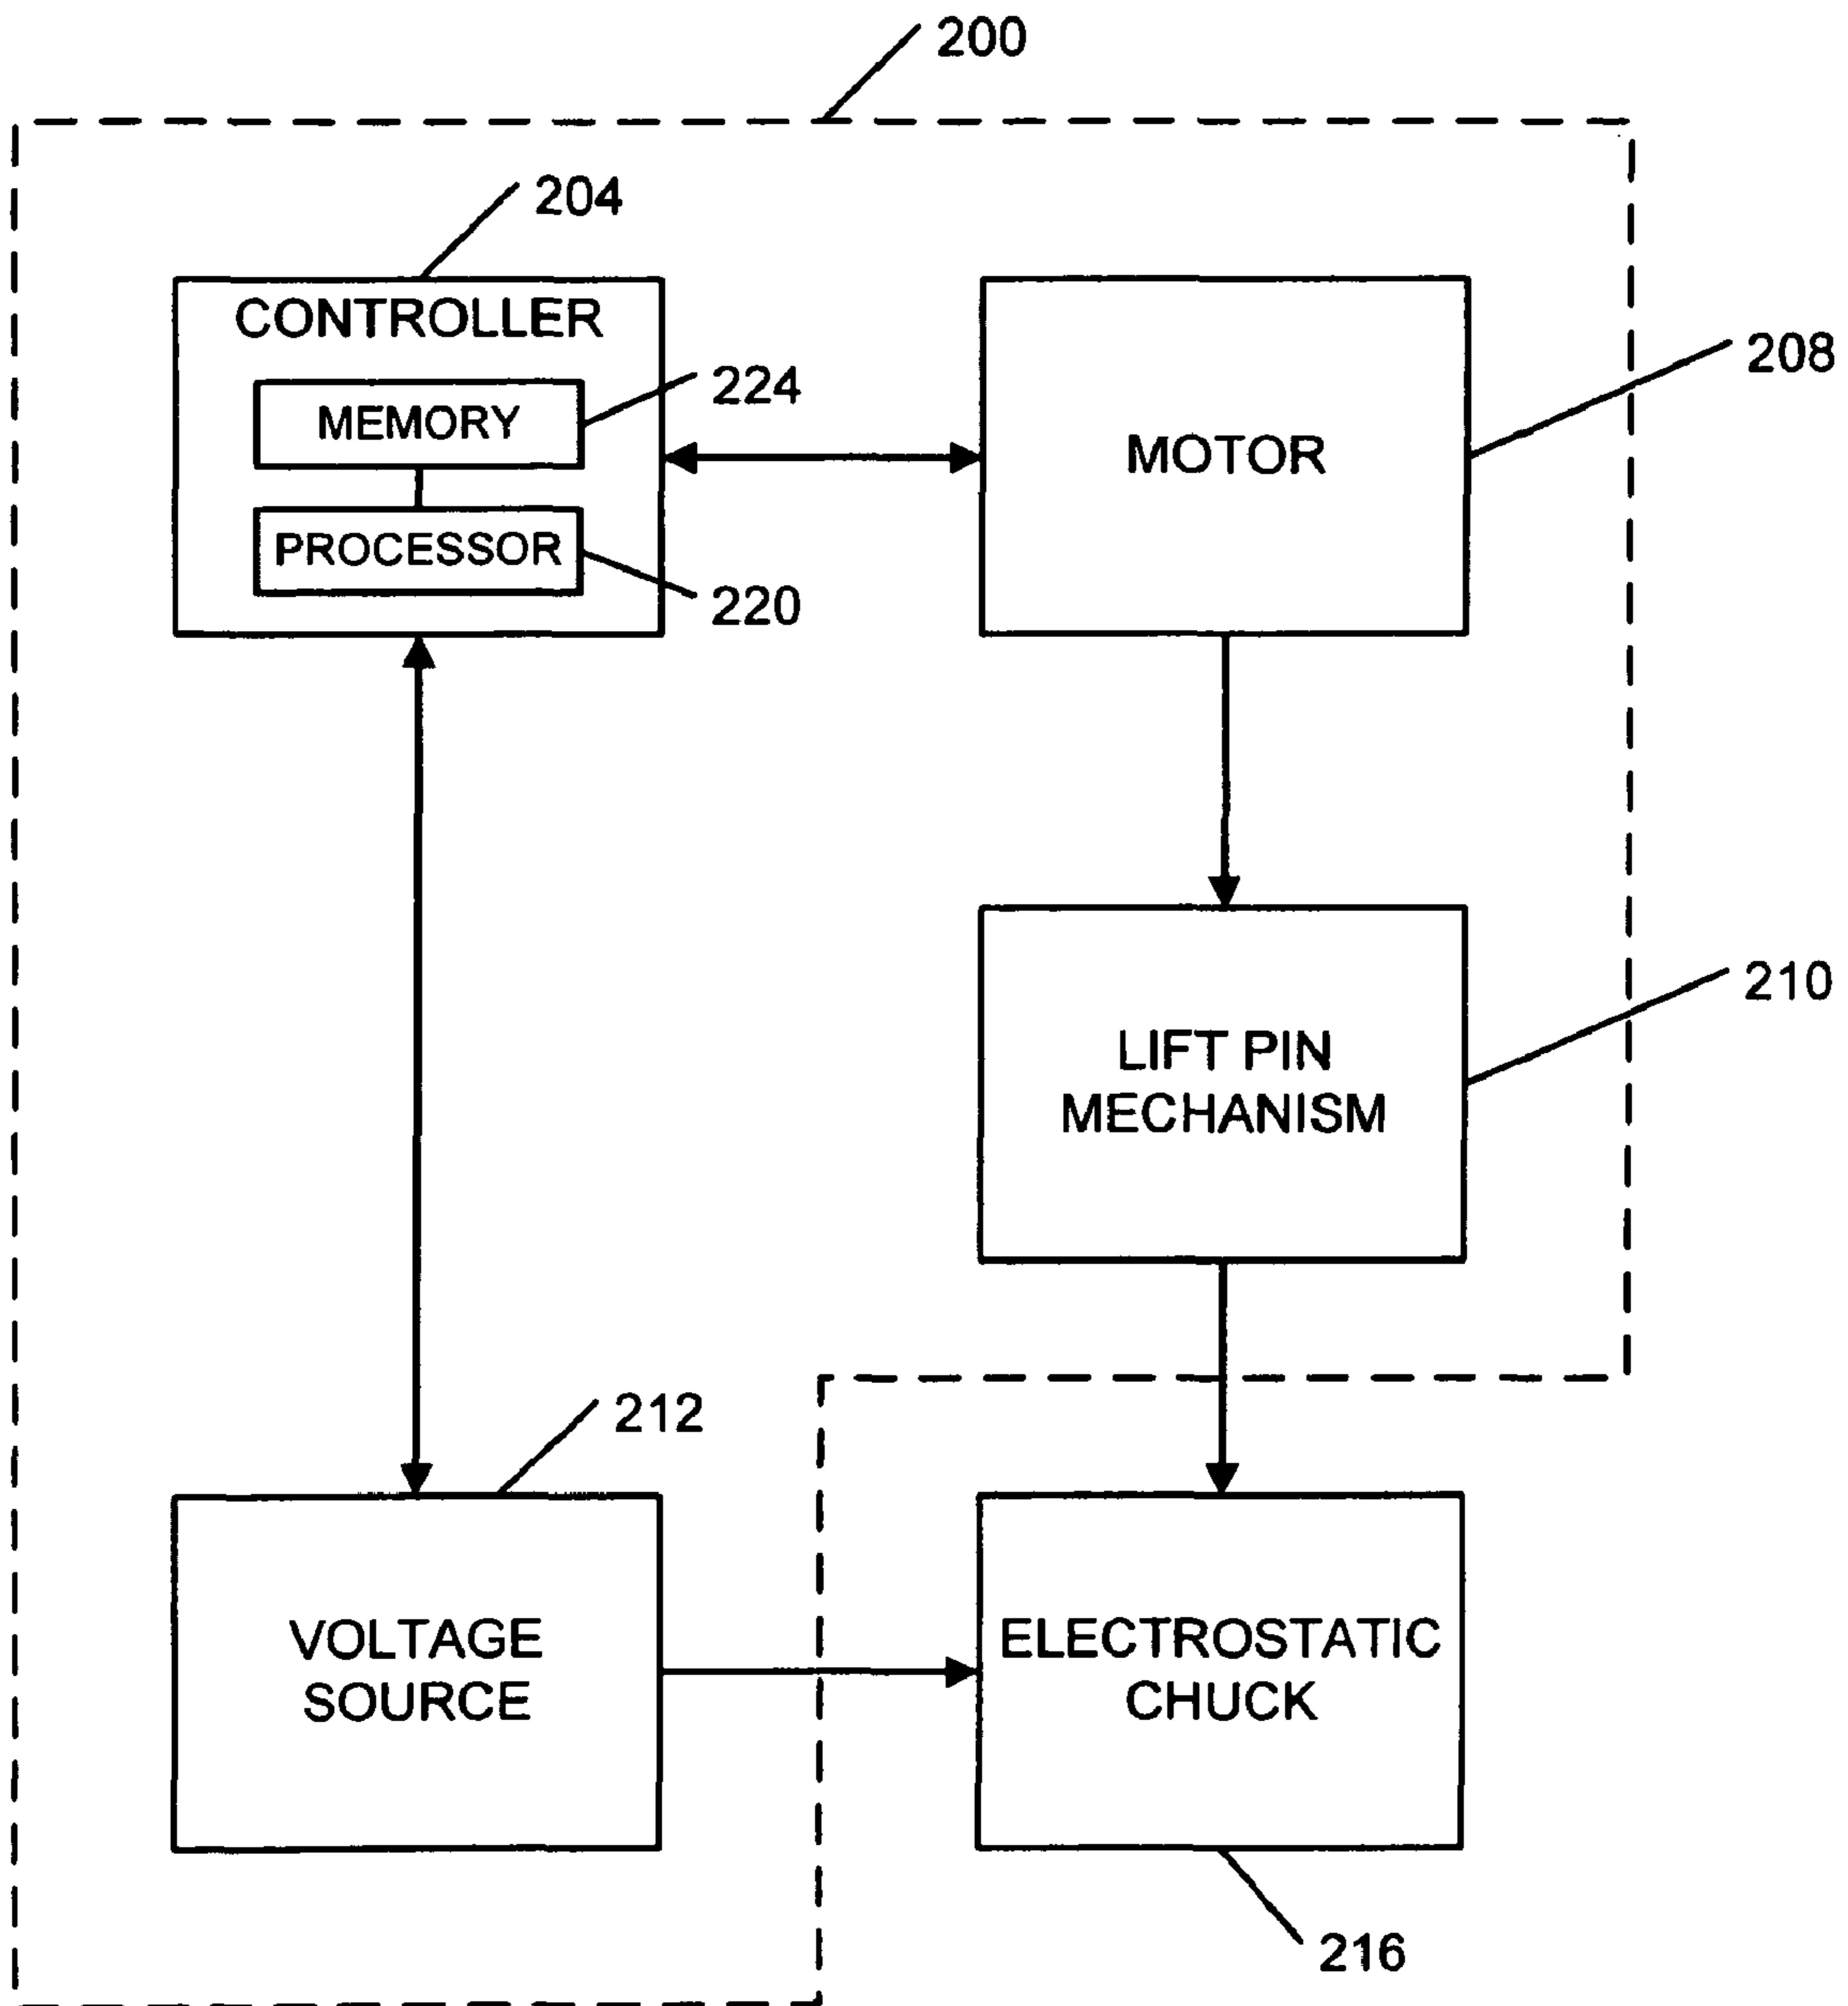 200
204
CONTROLLER
224
MEMORY
208
MOTOR
PROCESSOR
220
210
LIFT PIN
MECHANISM
212
VOLTAGE
SOURCE
ELECTROSTATIC
CHUCK
216